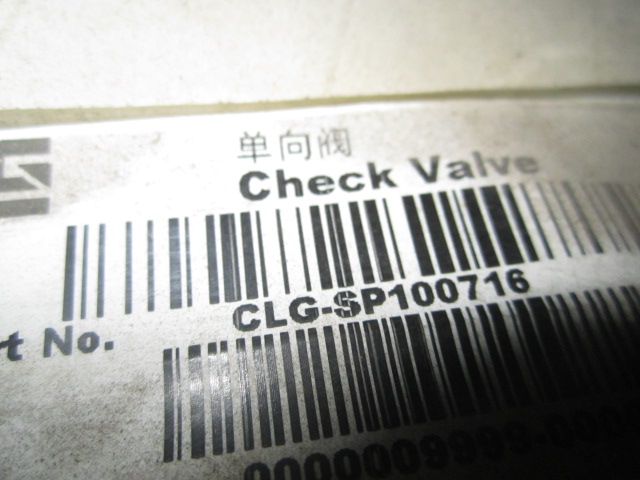 单向阀
Check Valve
CLG-SP100716
No.